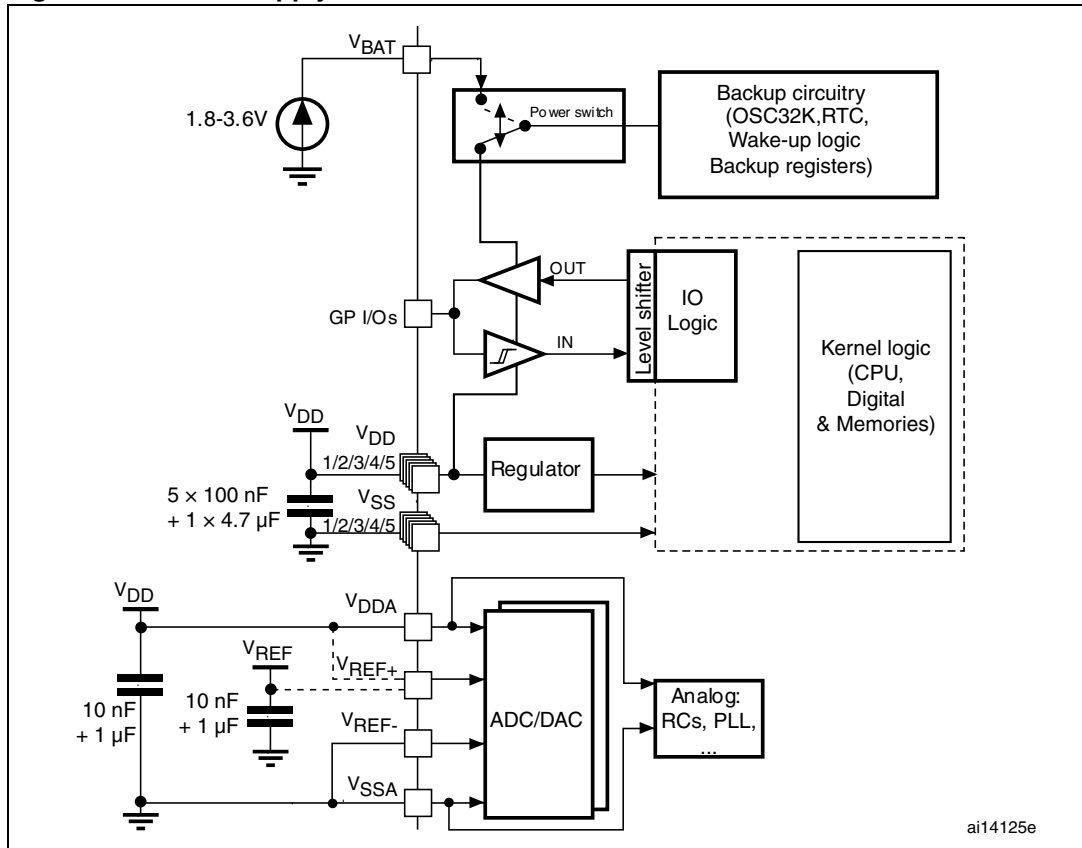 VBAT
1.8-3.6V
Power switch
Backup circuitry
(OSC32K,RTC,
Wake-up logic
Backup registers)
OUT
GP I/Os
IN
Level shifter
IO
Logic
Kernel logic
(CPU,
Digital
& Memories)
VDD
VDD
1/2/3/4/5
Regulator
5 × 100 nF
+ 1 × 4.7 µF
VSS
1/2/3/4/5
VDD
VDDA
VREF
VREF+
10 nF
+ 1 µF
10 nF
+ 1 µF
VREF-
VSSA
ADC/DAC
Analog:
RCs, PLL,
...
ai14125e